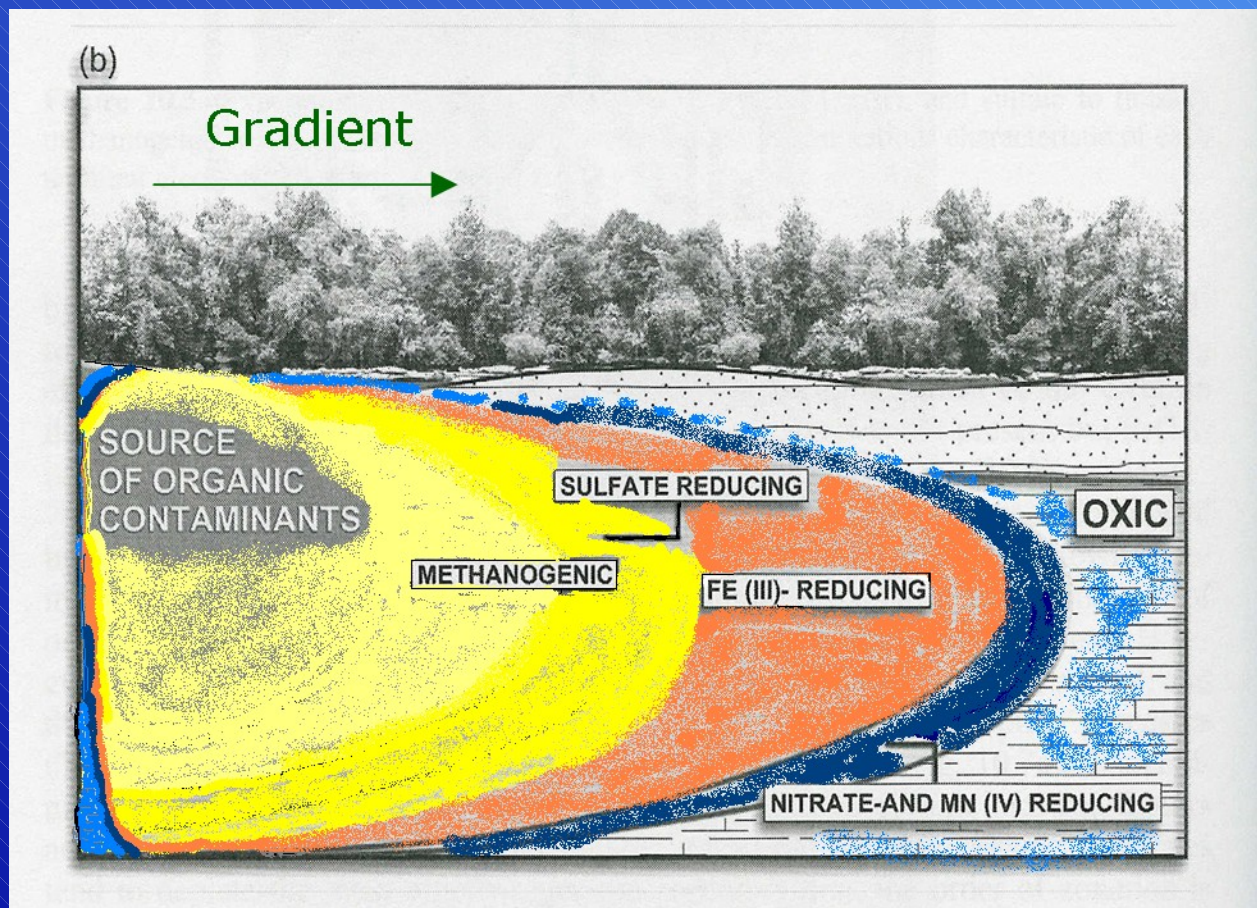 (b)
Gradient
SOURCE
OF ORGANIC
CONTAMINANTS
SULFATE REDUCING
OXIC
METHANOGENIC
FE (III)- REDUCING
NITRATE-AND MN (IV) REDUCING